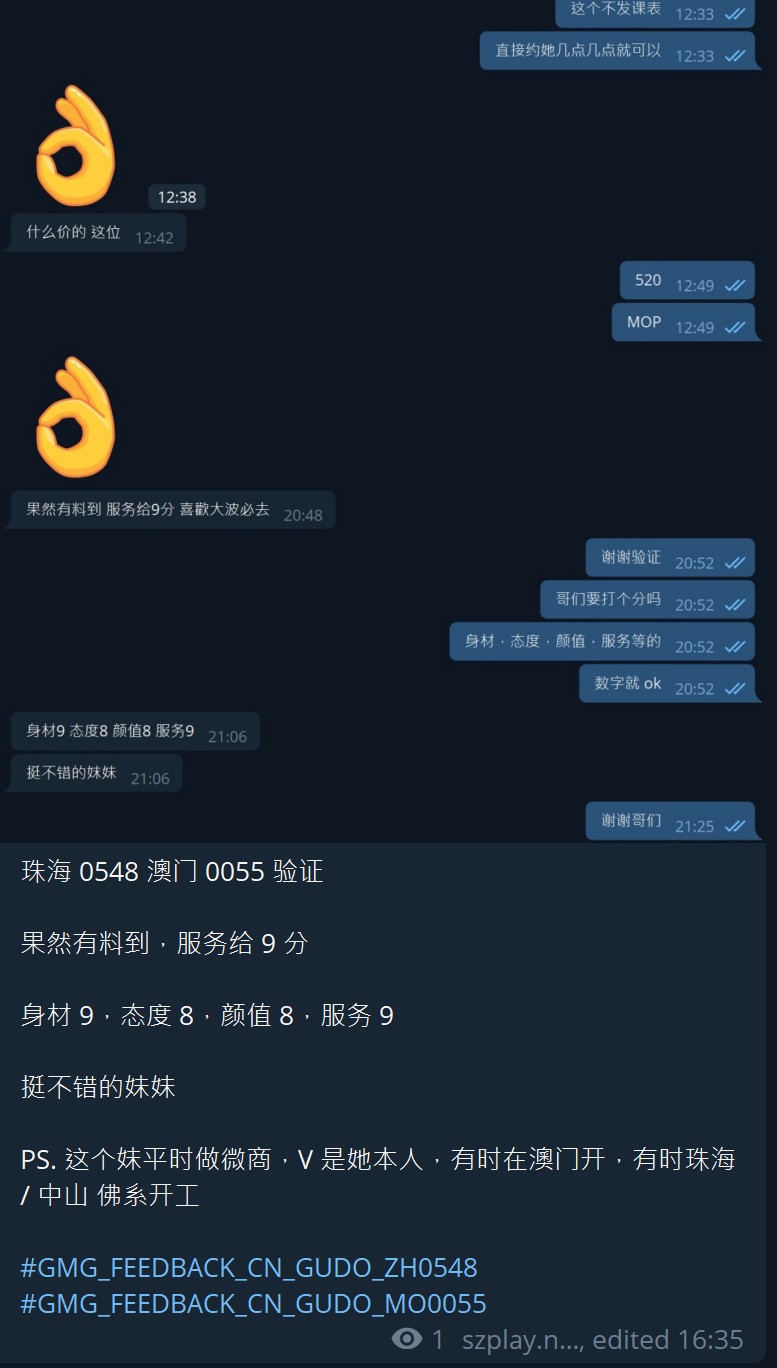 这个不发课表 12:33
直接约她几点几点就可以 12:33
12:38
什么价的 这位 12:42
520 12:49
MOP 12:49
果然有料到 服务给9分 喜歡大波必去 20:48
谢谢验证 20:52
哥们要打个分吗 20:52
身材，态度，颜值，服务等的 20:52
数字就 ok 20:52
身材9 态度8 颜值8 服务9 21:06
挺不错的妹妹 21:06
谢谢哥们 21:25
珠海 0548 澳门 0055 验证
果然有料到，服务给 9 分
身材 9，态度 8，颜值 8，服务 9
挺不错的妹妹
PS. 这个妹平时做微商，V 是她本人，有时在澳门开，有时珠海
/ 中山 佛系开工
#GMG_FEEDBACK_CN_GUDO_ZH0548
#GMG_FEEDBACK_CN_GUDO_MO0055
1 szplay.n..., edited 16:35